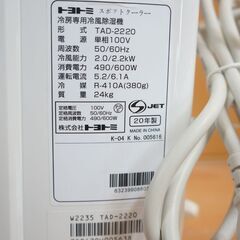 トヨトミ スポットクーラー
冷房専用冷風除湿機
形式 TAD-2220
電源 単相100V
周波数 50/60Hz
冷風能力 2.0/2.2kW
消費電力 490/600W
運転電流 5.2/6.1A
冷媒 R-410A(380g)
質量 24kg
定格電圧 100V
定格周波数 50/60Hz
定格消費電力 490/600W
JET
20年製
株式会社トヨトミ
MADE IN CHINA
K-04 K No. 005616
W2235 TAD-2220